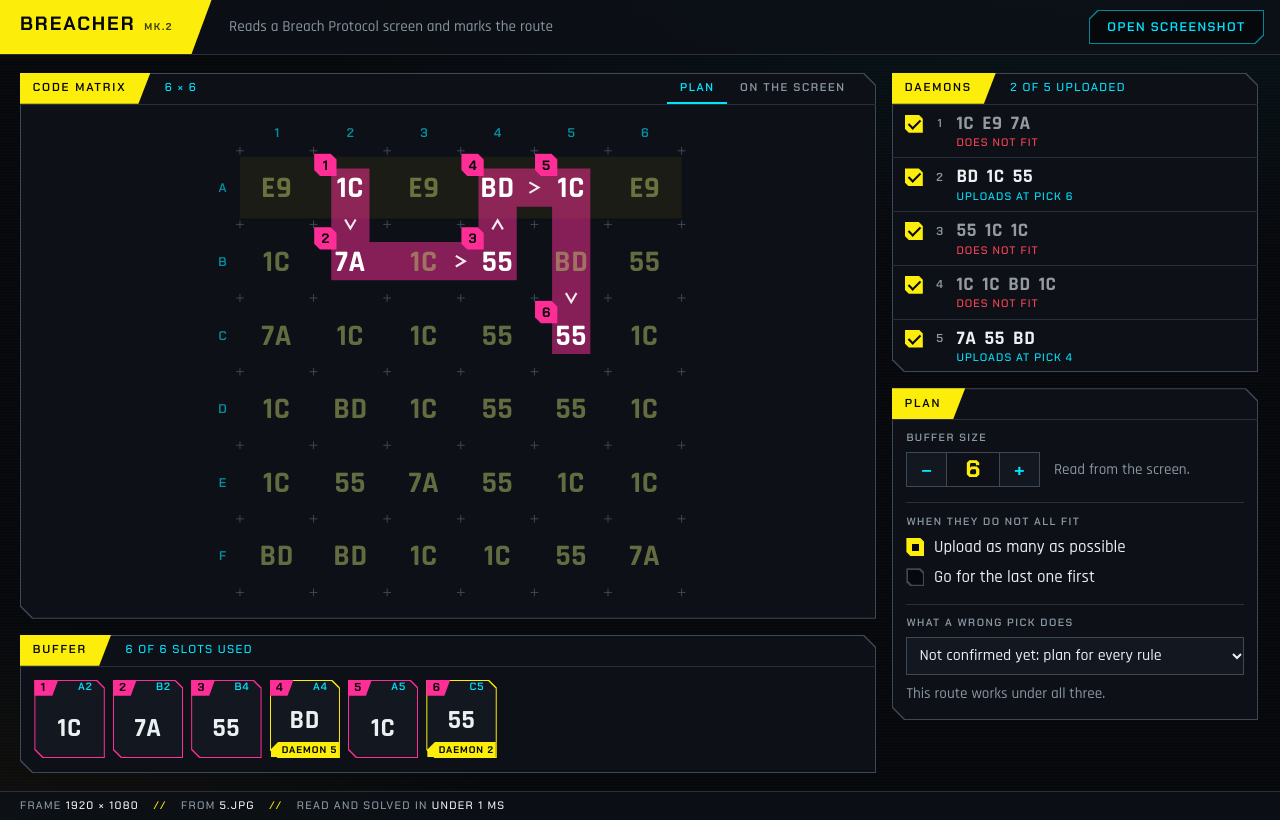 BREACHER MK.2
Reads a Breach Protocol screen and marks the route
OPEN SCREENSHOT
CODE MATRIX 6 × 6
PLAN ON THE SCREEN
1 2 3 4 5 6
1 4 5
A E9 1C E9 BD > 1C E9
2 3
B 1C 7A 1C > 55 BD 55
6
C 7A 1C 1C 55 55 1C
D 1C BD 1C 55 55 1C
E 1C 55 7A 55 1C 1C
F BD BD 1C 1C 55 7A
BUFFER 6 OF 6 SLOTS USED
1 A2 2 B2 3 B4 4 A4 5 A5 6 C5
1C 7A 55 BD 1C 55
DAEMON 5 DAEMON 2
DAEMONS 2 OF 5 UPLOADED
1 1C E9 7A
DOES NOT FIT
2 BD 1C 55
UPLOADS AT PICK 6
3 55 1C 1C
DOES NOT FIT
4 1C 1C BD 1C
DOES NOT FIT
5 7A 55 BD
UPLOADS AT PICK 4
PLAN
BUFFER SIZE
− 6 + Read from the screen.
WHEN THEY DO NOT ALL FIT
Upload as many as possible
Go for the last one first
WHAT A WRONG PICK DOES
Not confirmed yet: plan for every rule
This route works under all three.
FRAME 1920 × 1080 // FROM 5.JPG // READ AND SOLVED IN UNDER 1 MS